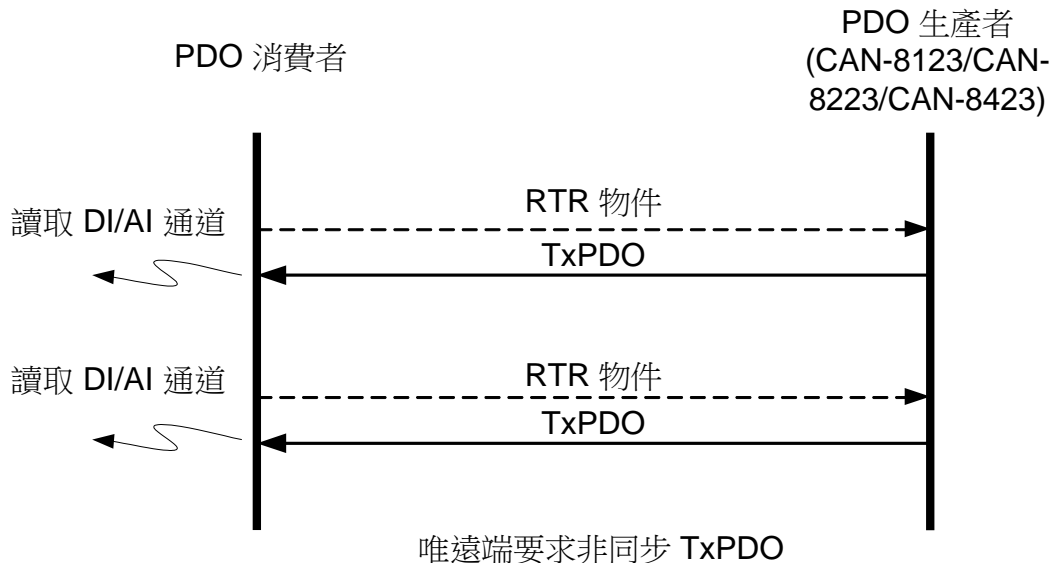 PDO 生產者
PDO 消費者
(CAN-8123/CAN-
8223/CAN-8423)
RTR 物件
讀取 DI/AI 通道
TxPDO
RTR 物件
讀取 DI/AI 通道
TxPDO
唯遠端要求非同步 TxPDO